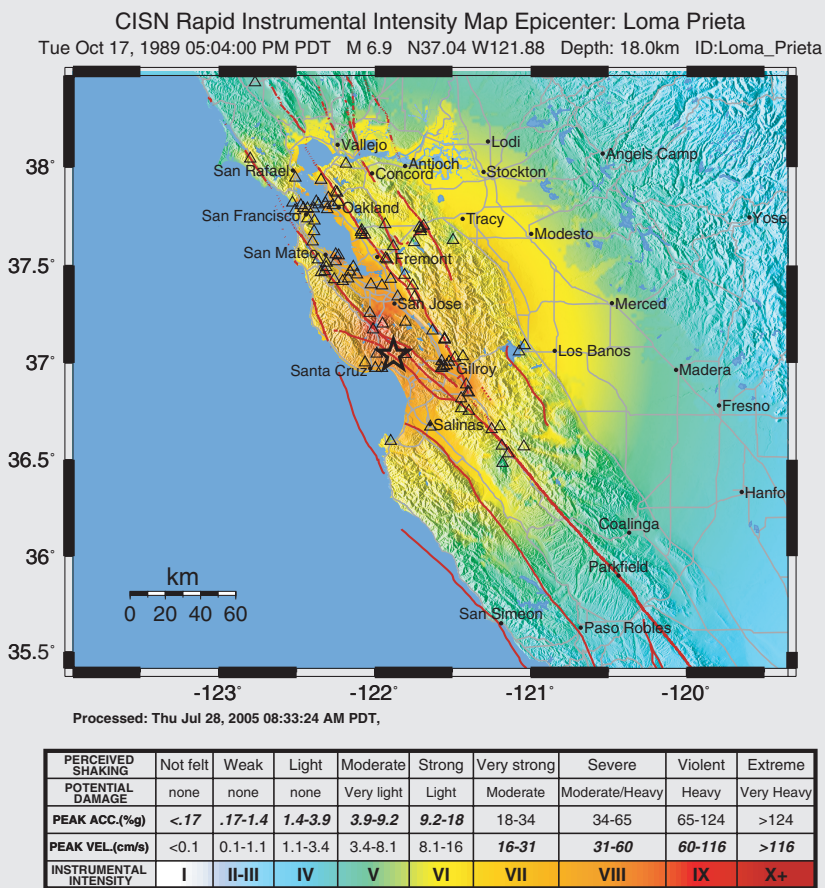 CISN Rapid Instrumental Intensity Map Epicenter: Loma Prieta
Tue Oct 17, 1989 05:04:00 PM PDT M 6.9 N37.04 W121.88 Depth: 18.0km ID:Loma_Prieta
38˚
37.5˚
37˚
36.5˚
36˚
35.5˚
Vallejo
Lodi
Angels Camp
San Rafael
Concord
Antioch
Stockton
San Francisco
Oakland
Tracy
Modesto
Yose
San Mateo
Fremont
San Jose
Merced
Santa Cruz
Gilroy
Los Banos
Madera
Fresno
Salinas
Hanfo
Coalinga
Parkfield
San Simeon
Paso Robles
km
0 20 40 60
-123˚ -122˚ -121˚ -120˚
Processed: Thu Jul 28, 2005 08:33:24 AM PDT,
PERCEIVED SHAKING Not felt Weak Light Moderate Strong Very strong Severe Violent Extreme
POTENTIAL DAMAGE none none none Very light Light Moderate Moderate/Heavy Heavy Very Heavy
PEAK ACC.(%g) <.17 .17-1.4 1.4-3.9 3.9-9.2 9.2-18 18-34 34-65 65-124 >124
PEAK VEL.(cm/s) <0.1 0.1-1.1 1.1-3.4 3.4-8.1 8.1-16 16-31 31-60 60-116 >116
INSTRUMENTAL INTENSITY I II-III IV V VI VII VIII IX X+